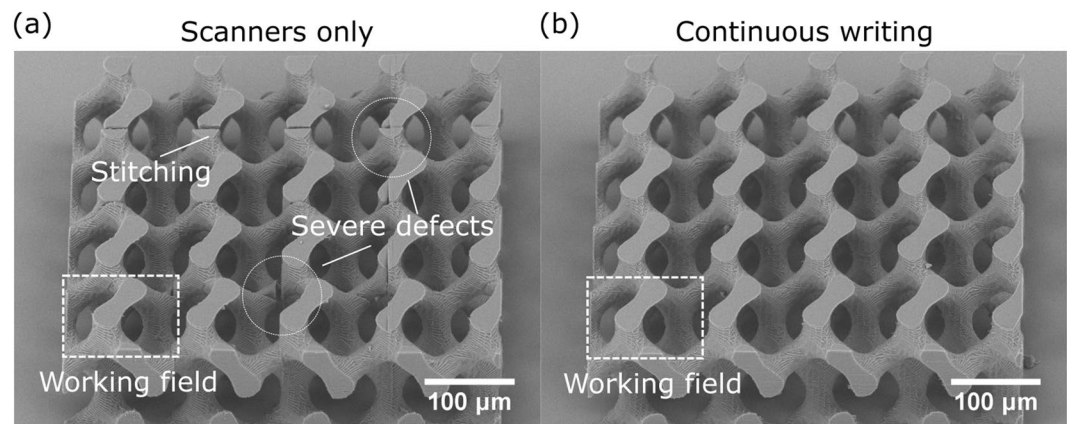 (a)
Scanners only
Stitching
Severe defects
Working field
100 µm
(b)
Continuous writing
Working field
100 µm